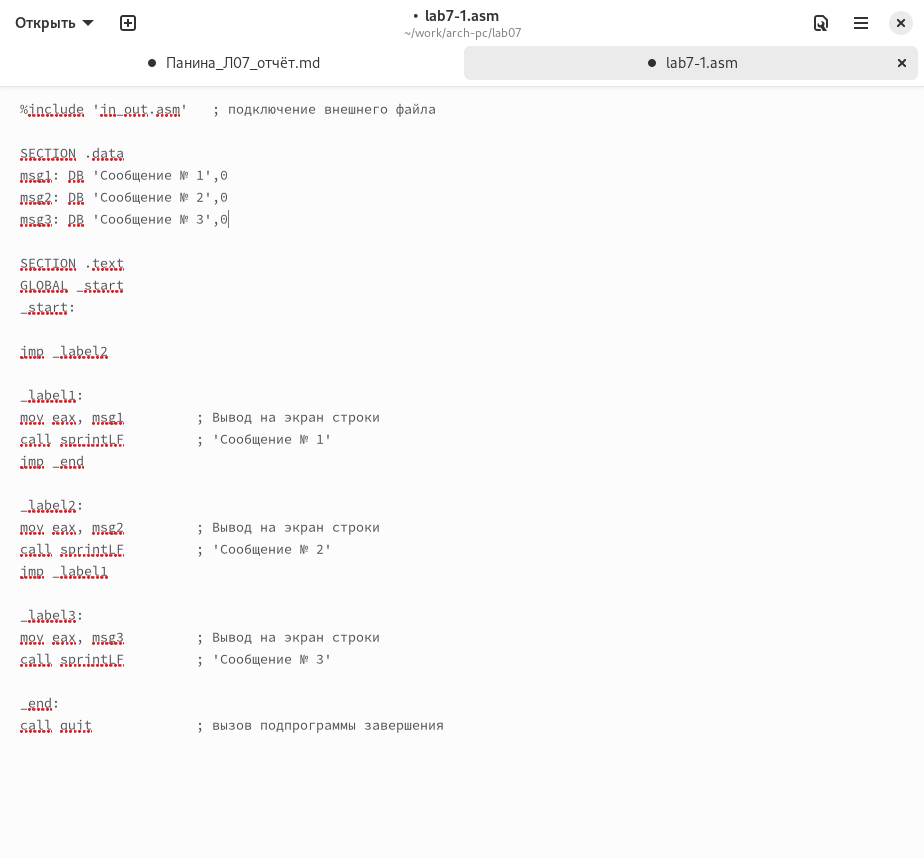 Открыть
• lab7-1.asm
~/work/arch-pc/lab07
● Панина_Л07_отчёт.md
● lab7-1.asm
%include 'in_out.asm'   ; подключение внешнего файла
SECTION .data
msg1: DB 'Сообщение № 1',0
msg2: DB 'Сообщение № 2',0
msg3: DB 'Сообщение № 3',0
SECTION .text
GLOBAL _start
_start:
jmp _label2
_label1:
mov eax, msg1         ; Вывод на экран строки
call sprintLF         ; 'Сообщение № 1'
jmp _end
_label2:
mov eax, msg2         ; Вывод на экран строки
call sprintLF         ; 'Сообщение № 2'
jmp _label1
_label3:
mov eax, msg3         ; Вывод на экран строки
call sprintLF         ; 'Сообщение № 3'
_end:
call quit             ; вызов подпрограммы завершения